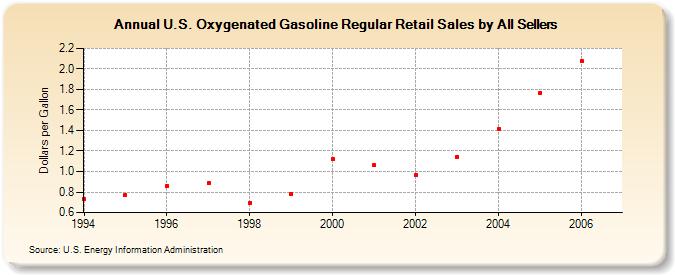 Annual U.S. Oxygenated Gasoline Regular Retail Sales by All Sellers
Dollars per Gallon
2.2
2.0
1.8
1.6
1.4
1.2
1.0
0.8
0.6
1994 1996 1998 2000 2002 2004 2006
Source: U.S. Energy Information Administration